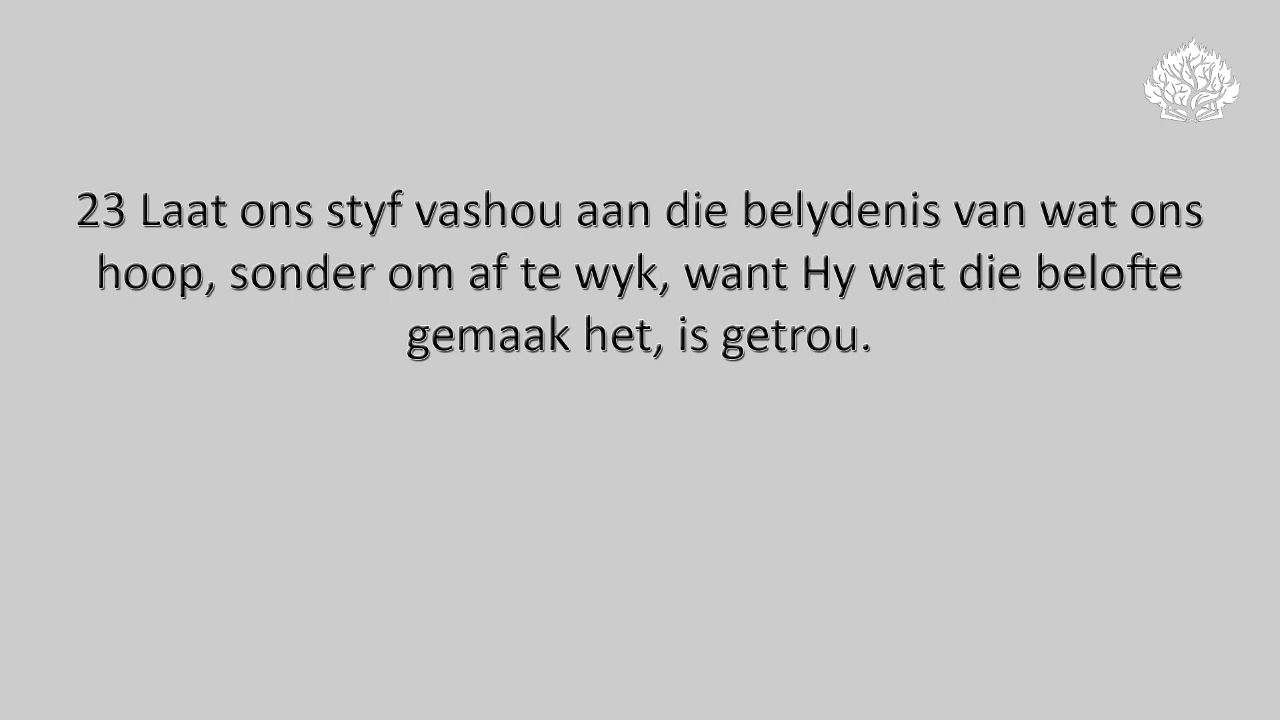 23 Laat ons styf vashou aan die belydenis van wat ons
hoop, sonder om af te wyk, want Hy wat die belofte
gemaak het, is getrou.